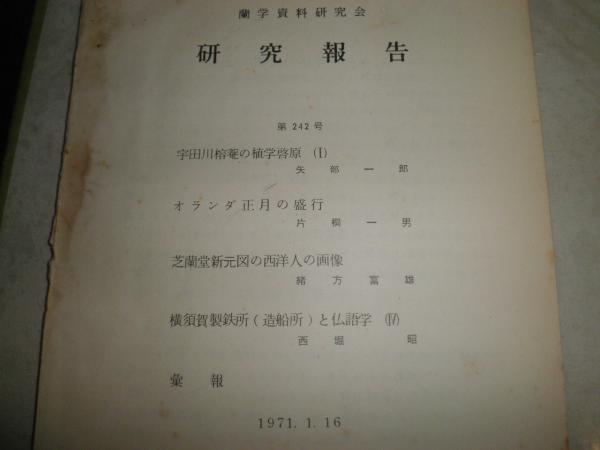 蘭学資料研究会
研究報告
第242号
宇田川榕菴の植学啓原 (I)
矢部一郎
オランダ正月の盛行
片桐一男
芝蘭堂新元図の西洋人の画像
緒方富雄
横須賀製鉄所(造船所)と仏語学 (IV)
西堀昭
彙報
1971.1.16